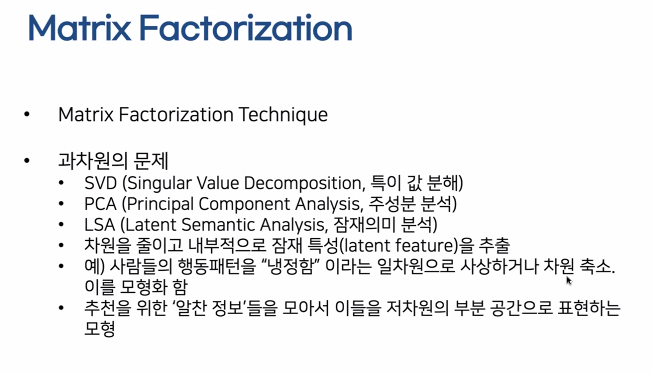 Matrix Factorization
• Matrix Factorization Technique
• 과차원의 문제
• SVD (Singular Value Decomposition, 특이 값 분해)
• PCA (Principal Component Analysis, 주성분 분석)
• LSA (Latent Semantic Analysis, 잠재의미 분석)
• 차원을 줄이고 내부적으로 잠재 특성(latent feature)을 추출
• 예) 사람들의 행동패턴을 “냉정함” 이라는 일차원으로 사상하거나 차원 축소.
이를 모형화 함
• 추천을 위한 ‘알찬 정보’들을 모아서 이들을 저차원의 부분 공간으로 표현하는
모형